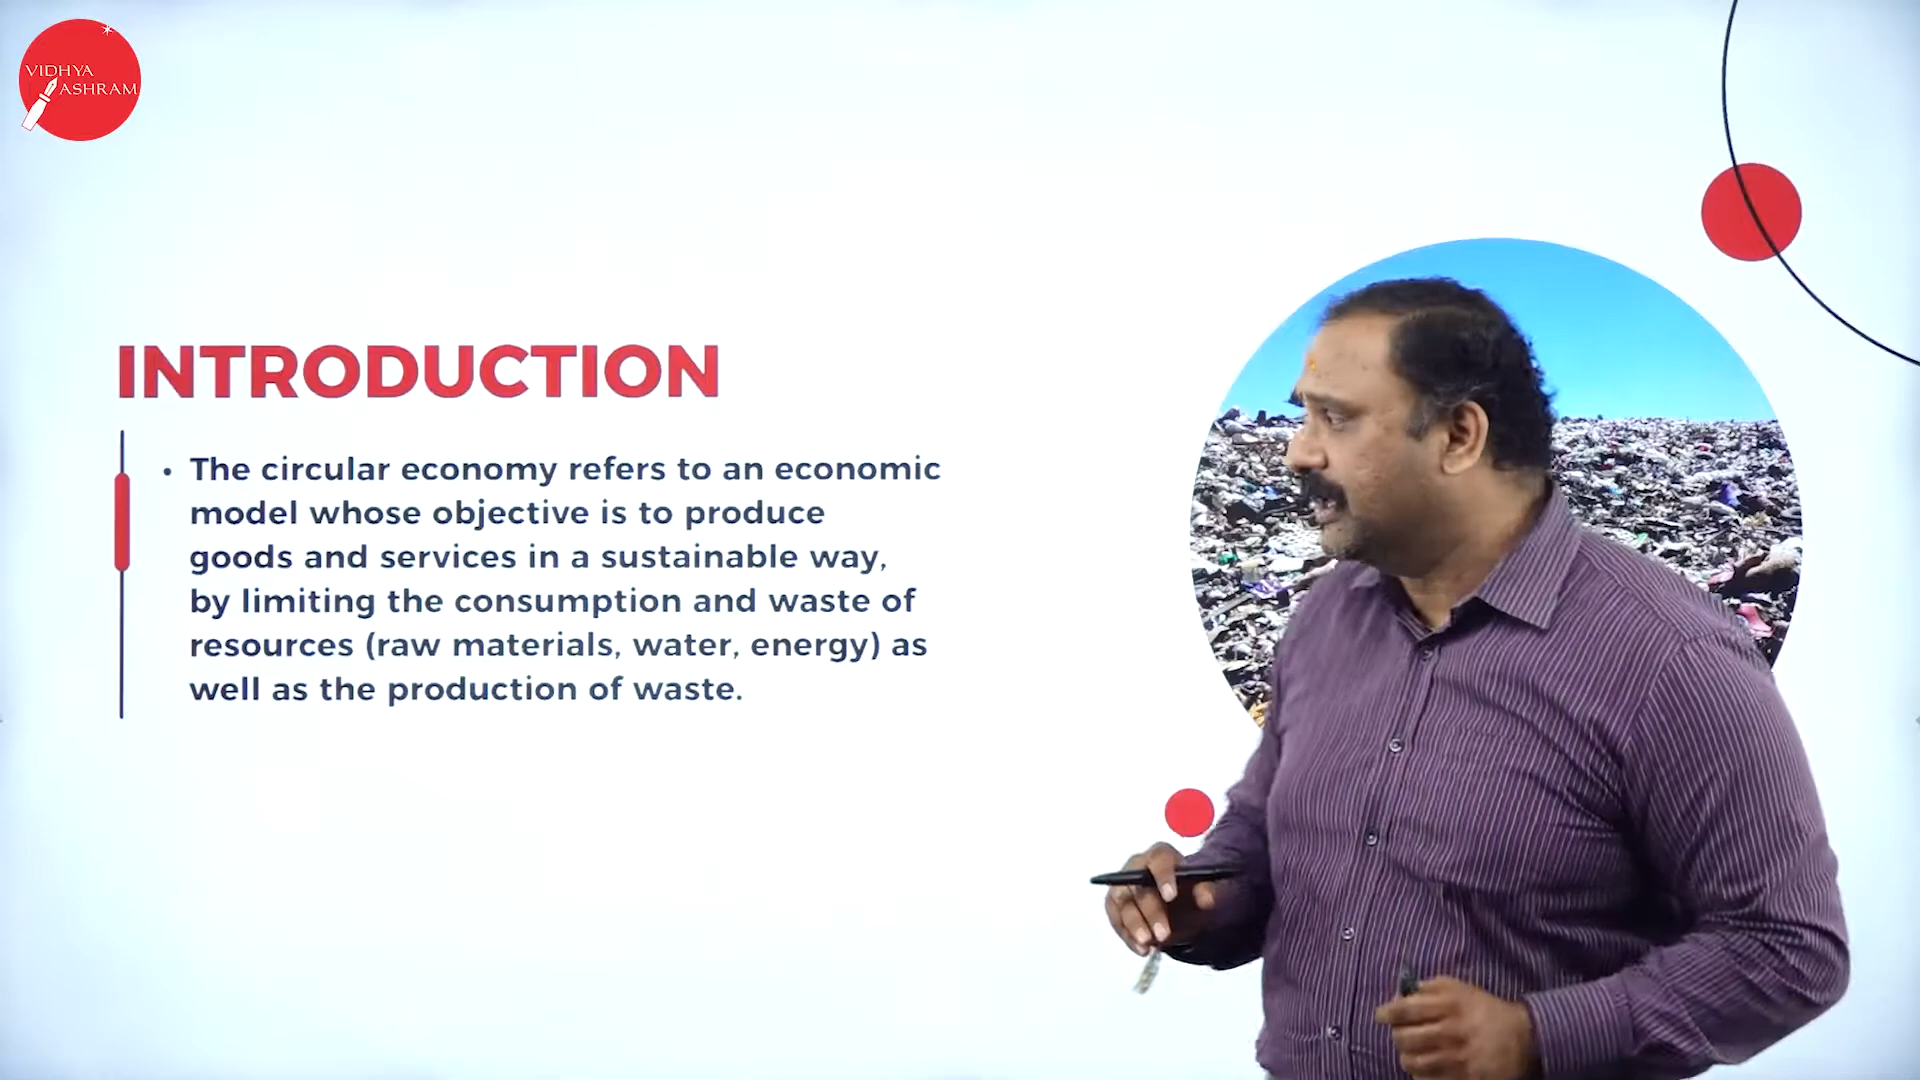 VIDHYA
ASHRAM
INTRODUCTION
• The circular economy refers to an economic
model whose objective is to produce
goods and services in a sustainable way,
by limiting the consumption and waste of
resources (raw materials, water, energy) as
well as the production of waste.